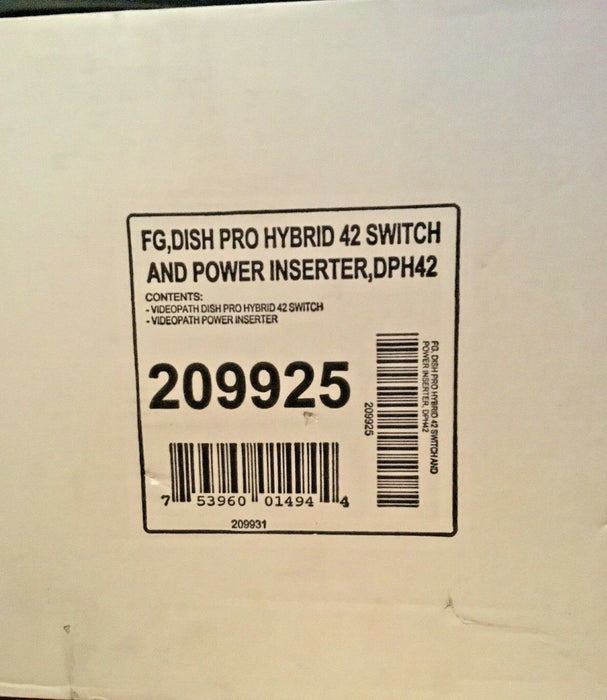 FG,DISH PRO HYBRID 42 SWITCH
AND POWER INSERTER,DPH42
CONTENTS:
- VIDEOPATH DISH PRO HYBRID 42 SWITCH
- VIDEOPATH POWER INSERTER
209925
7 53960 01494 4
209931
FG, DISH PRO HYBRID 42 SWITCH AND
POWER INSERTER, DPH42
209925